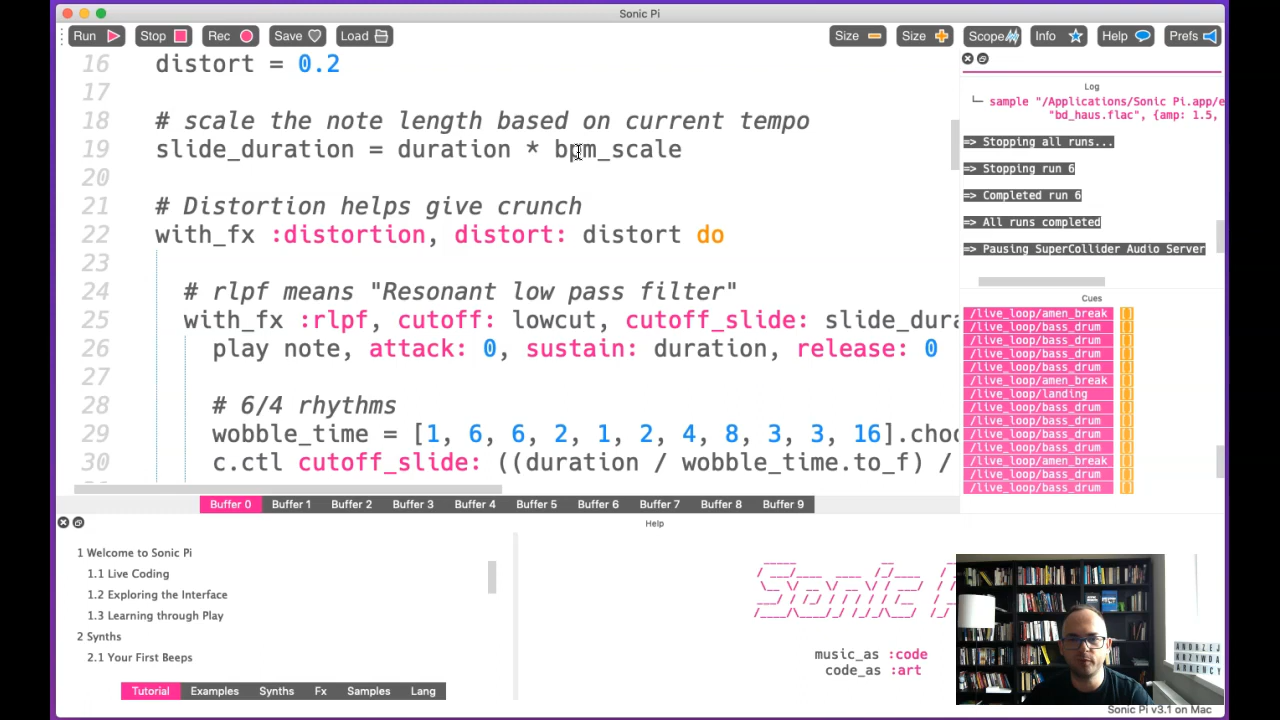 Sonic Pi
Run Stop Rec Save Load Size Size Scope Info Help Prefs
16 distort = 0.2
17
18 # scale the note length based on current tempo
19 slide_duration = duration * bpm_scale
20
21 # Distortion helps give crunch
22 with_fx :distortion, distort: distort do
23
24 # rlpf means "Resonant low pass filter"
25 with_fx :rlpf, cutoff: lowcut, cutoff_slide: slide_dura
26 play note, attack: 0, sustain: duration, release: 0
27
28 # 6/4 rhythms
29 wobble_time = [1, 6, 6, 2, 1, 2, 4, 8, 3, 3, 16].choo
30 c.ctl cutoff_slide: ((duration / wobble_time.to_f) /
Buffer 0 Buffer 1 Buffer 2 Buffer 3 Buffer 4 Buffer 5 Buffer 6 Buffer 7 Buffer 8 Buffer 9
Log
└─ sample "/Applications/Sonic Pi.app/e
"bd_haus.flac", {amp: 1.5,
=> Stopping all runs...
=> Stopping run 6
=> Completed run 6
=> All runs completed
=> Pausing SuperCollider Audio Server
Cues
/live_loop/amen_break []
/live_loop/bass_drum []
/live_loop/bass_drum []
/live_loop/bass_drum []
/live_loop/bass_drum []
/live_loop/amen_break []
/live_loop/landing []
/live_loop/bass_drum []
/live_loop/bass_drum []
/live_loop/bass_drum []
/live_loop/bass_drum []
/live_loop/amen_break []
/live_loop/bass_drum []
/live_loop/bass_drum []
Help
1 Welcome to Sonic Pi
1.1 Live Coding
1.2 Exploring the Interface
1.3 Learning through Play
2 Synths
2.1 Your First Beeps
Tutorial Examples Synths Fx Samples Lang
Sonic
music_as :code
code_as :art
ANDRZEJ
KRZYWDA
ARKENCY
Sonic Pi v3.1 on Mac